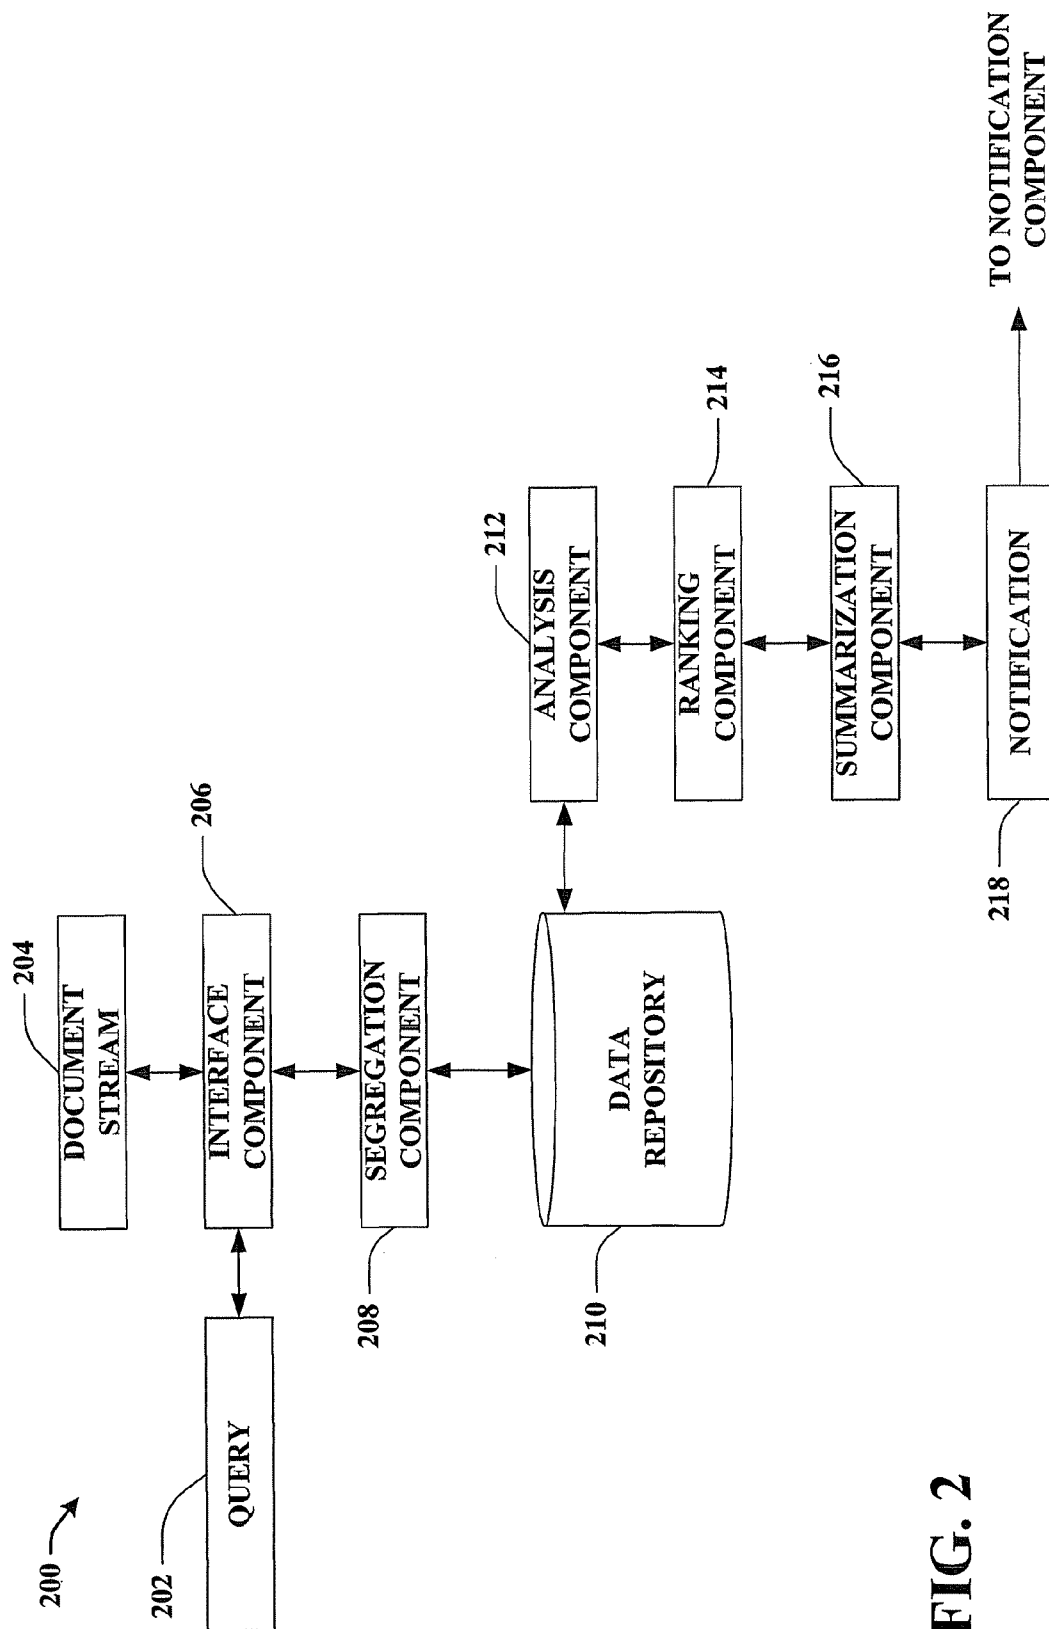 200
202
QUERY
204
DOCUMENT
STREAM
206
INTERFACE
COMPONENT
208
SEGREGATION
COMPONENT
210
DATA
REPOSITORY
212
ANALYSIS
COMPONENT
214
RANKING
COMPONENT
216
SUMMARIZATION
COMPONENT
218
NOTIFICATION
TO NOTIFICATION
COMPONENT
FIG. 2